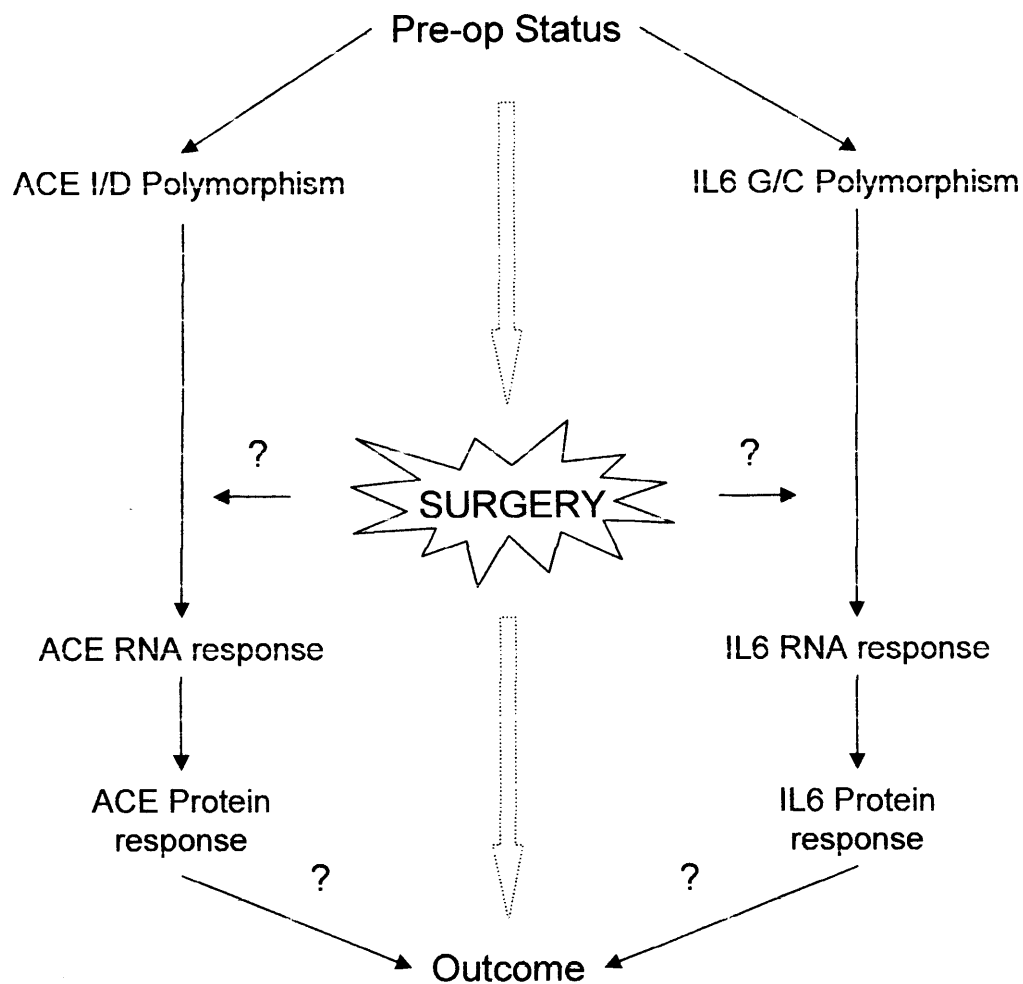 Pre-op Status
ACE I/D Polymorphism
IL6 G/C Polymorphism
?
?
SURGERY
ACE RNA response
IL6 RNA response
ACE Protein
response
IL6 Protein
response
?
?
Outcome